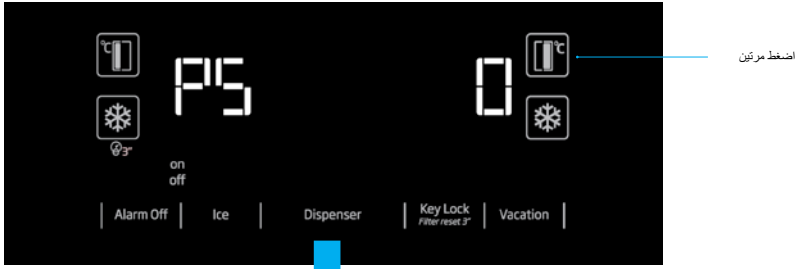 °C
PS 0
°C
اضغط مرتين
3"
on
off
Alarm Off Ice Dispenser Key Lock Vacation
Filter reset 3"